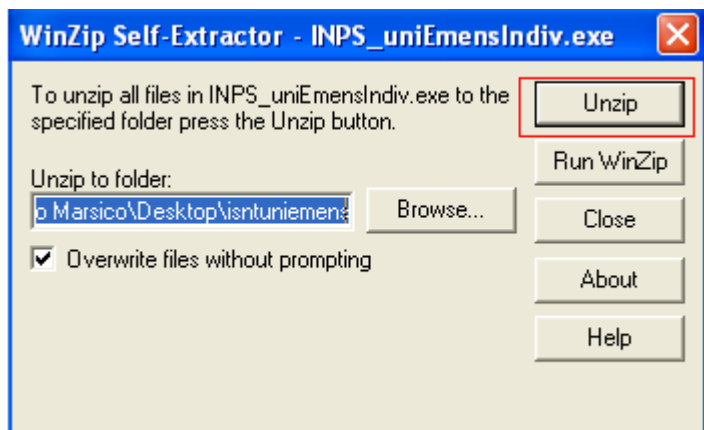 WinZip Self-Extractor - INPS_uniEmensIndiv.exe
To unzip all files in INPS_uniEmensIndiv.exe to the
specified folder press the Unzip button.
Unzip to folder:
o Marsico\Desktop\isntuniemens
Browse...
Overwrite files without prompting
Unzip
Run WinZip
Close
About
Help